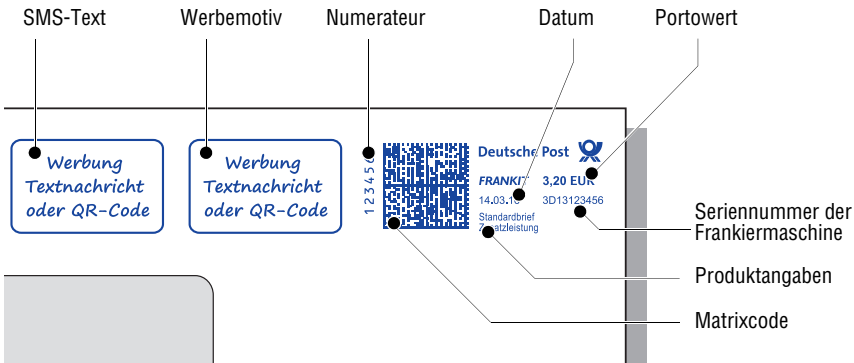 SMS-Text
Werbemotiv
Numerateur
Datum
Portowert
Werbung
Textnachricht
oder QR-Code
Werbung
Textnachricht
oder QR-Code
123456
Deutsche Post
FRANKIT 3,20 EUR
3D13123456
Standardbrief
Zusatzleistung
Seriennummer der
Frankiermaschine
Produktangaben
Matrixcode